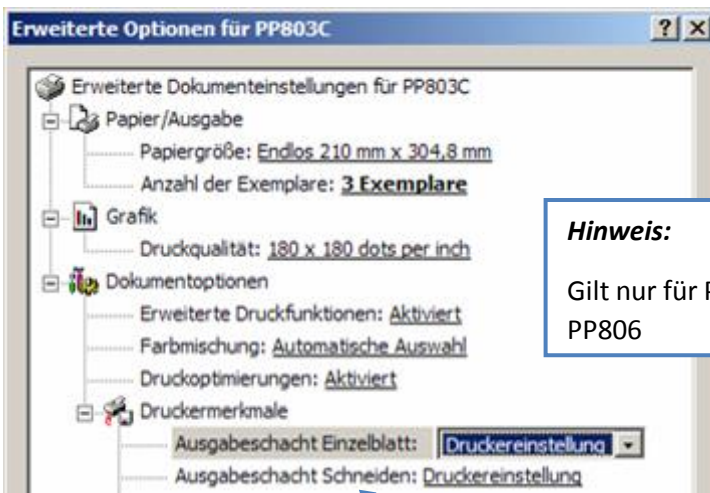 Erweiterte Optionen für PP803C
Erweiterte Dokumenteinstellungen für PP803C
Papier/Ausgabe
Papiergröße: Endlos 210 mm x 304,8 mm
Anzahl der Exemplare: 3 Exemplare
Grafik
Druckqualität: 180 x 180 dots per inch
Dokumentoptionen
Erweiterte Druckfunktionen: Aktiviert
Farbmischung: Automatische Auswahl
Druckoptimierungen: Aktiviert
Druckermerkmale
Ausgabeschacht Einzelblatt: Druckereinstellung
Ausgabeschacht Schneiden: Druckereinstellung
Hinweis:
Gilt nur für
PP806